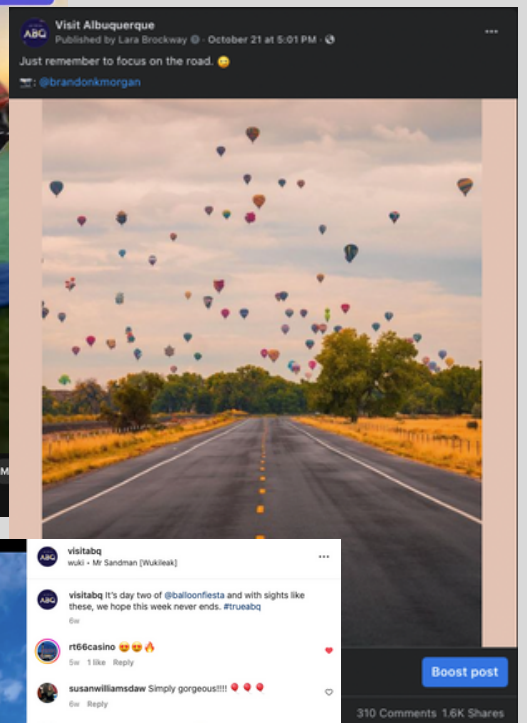 Visit Albuquerque
Published by Lara Brockway · October 21 at 5:01 PM ·
Just remember to focus on the road. 😳
📷: @brandonkmorgan
ABQ
M
visitabq
wuki • Mr Sandman [Wukileak]
ABQ
visitabq It's day two of @balloonfiesta and with sights like
these, we hope this week never ends. #trueabq
6w
ABQ
rt66casino 😍😍🔥
5w 1 like Reply
susanwilliamsdaw Simply gorgeous!!!! 🎈🎈🎈
6w Reply
Boost post
310 Comments 1.6K Shares